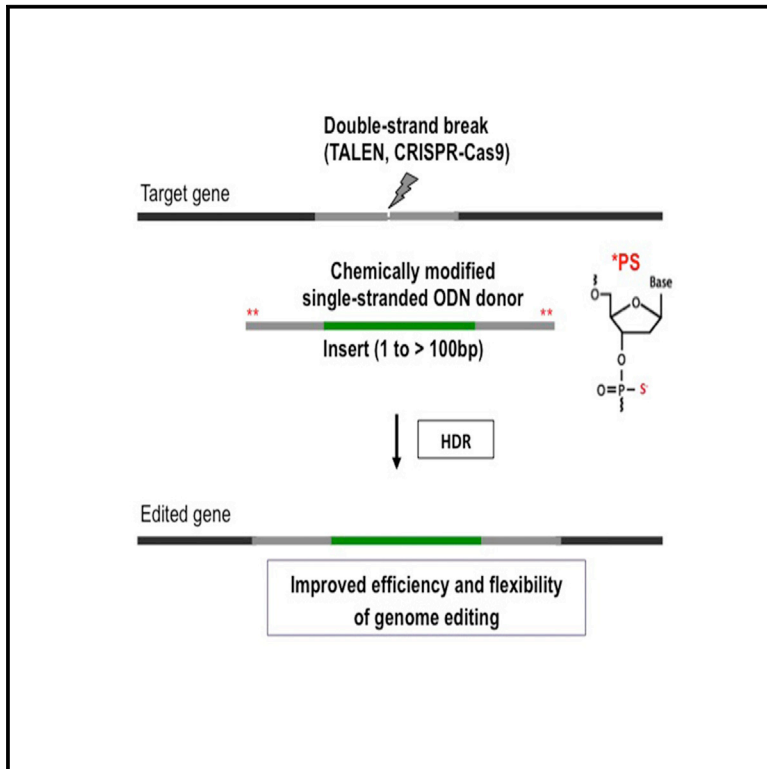 Double-strand break
(TALEN, CRISPR-Cas9)
Target gene
Chemically modified
single-stranded ODN donor
** **
Insert (1 to > 100bp)
*PS
Base
O
O
O
O=P-S-
HDR
Edited gene
Improved efficiency and flexibility
of genome editing